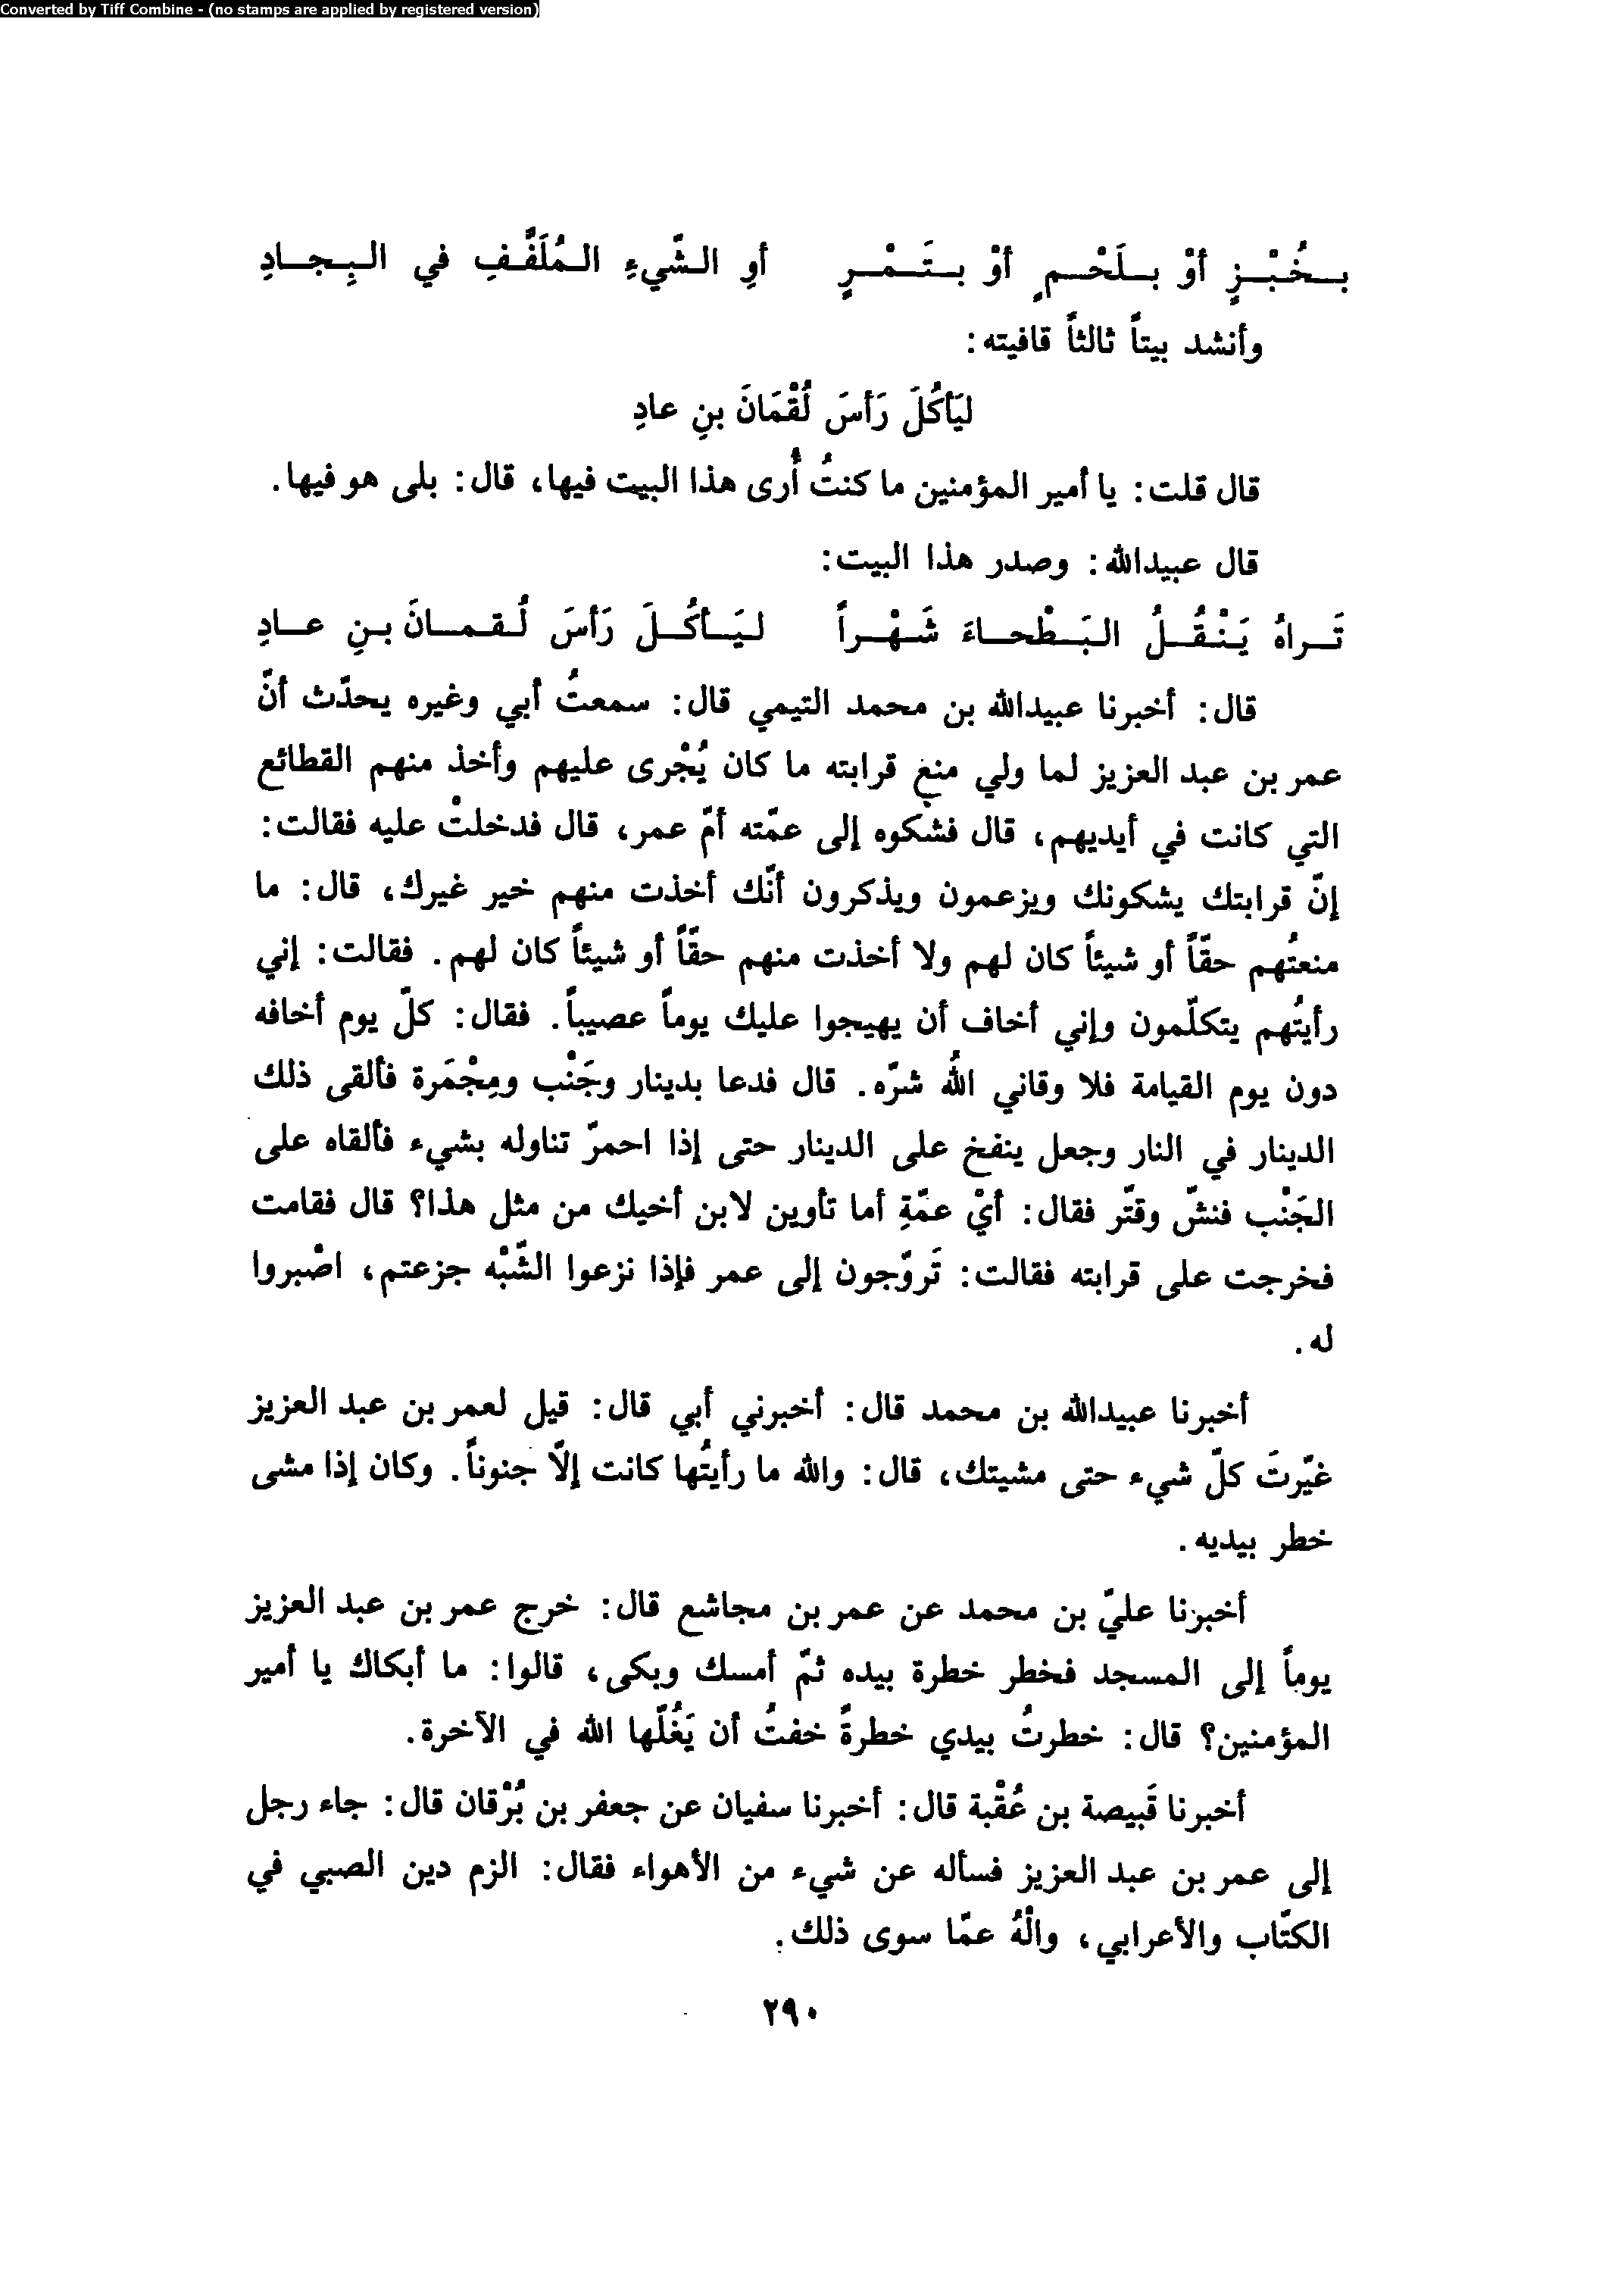 Converted by Tiff Combine - (no stamps are applied by registered version)
بِخُبْزٍ أوْ بِلَحْمٍ أوْ بِتَمْرٍ أوِ الشّيءِ المُلَفَّفِ في البِجادِ
وأنشد بيتاً ثالثاً قافيته:
ليَأكُلَ رَأسَ لُقْمَانَ بنِ عادِ
قال قلت: يا أمير المؤمنين ما كنتُ أُرى هذا البيت فيها، قال: بلى هو فيها.
قال عبيدالله: وصدر هذا البيت:
تَراهُ يَنْقُلُ البَطْحاءَ شَهْراً ليَأكُلَ رَأسَ لُقمانَ بنِ عادِ
قال: أخبرنا عبيدالله بن محمد التيمي قال: سمعتُ أبي وغيره يحدّث أنّ
عمر بن عبد العزيز لما ولي منع قرابته ما كان يُجْرى عليهم وأخذ منهم القطائع
التي كانت في أيديهم، قال فشكوه إلى عمّته أمّ عمر، قال فدخلتْ عليه فقالت:
إنّ قرابتك يشكونك ويزعمون ويذكرون أنّك أخذت منهم خير غيرك، قال: ما
منعتُهم حقّاً أو شيئاً كان لهم ولا أخذت منهم حقّاً أو شيئاً كان لهم. فقالت: إني
رأيتُهم يتكلّمون وإني أخاف أن يهيجوا عليك يوماً عصيباً. فقال: كلّ يوم أخافه
دون يوم القيامة فلا وقاني اللهُ شرّه. قال فدعا بدينار وجَنْب ومِجْمَرة فألقى ذلك
الدينار في النار وجعل ينفخ على الدينار حتى إذا احمرّ تناوله بشيء فألقاه على
الجَنْب فنشّ وقتّر فقال: أيْ عمّةِ أما تأوين لابن أخيك من مثل هذا؟ قال فقامت
فخرجت على قرابته فقالت: تَزوّجون إلى عمر فإذا نزعوا الشّبْه جزعتم، اصْبروا
له.
أخبرنا عبيدالله بن محمد قال: أخبرني أبي قال: قيل لعمر بن عبد العزيز
غيّرتَ كلّ شيء حتى مشيتك، قال: والله ما رأيتُها كانت إلّا جنوناً. وكان إذا مشى
خطر بيديه.
أخبرنا عليّ بن محمد عن عمر بن مجاشع قال: خرج عمر بن عبد العزيز
يوماً إلى المسجد فخطر خطرة بيده ثمّ أمسك وبكى، قالوا: ما أبكاك يا أمير
المؤمنين؟ قال: خطرتُ بيدي خطرةً خفتُ أن يَغُلّها الله في الآخرة.
أخبرنا قَبيصة بن عُقْبة قال: أخبرنا سفيان عن جعفر بن بُرْقان قال: جاء رجل
إلى عمر بن عبد العزيز فسأله عن شيء من الأهواء فقال: الزم دين الصبي في
الكتّاب والأعرابي، والْهُ عمّا سوى ذلك.
٢٩٠